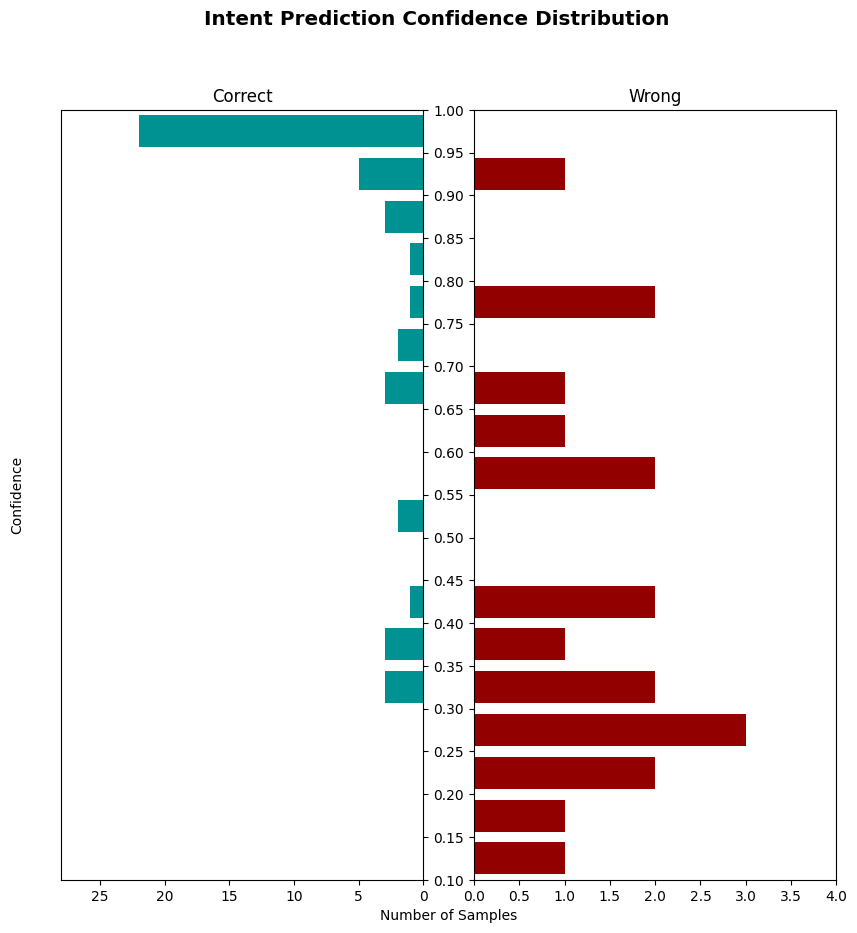 Intent Prediction Confidence Distribution
Correct
Wrong
1.00
0.95
0.90
0.85
0.80
0.75
0.70
0.65
0.60
0.55
0.50
0.45
0.40
0.35
0.30
0.25
0.20
0.15
0.10
Confidence
25 20 15 10 5 0
0.0 0.5 1.0 1.5 2.0 2.5 3.0 3.5 4.0
Number of Samples